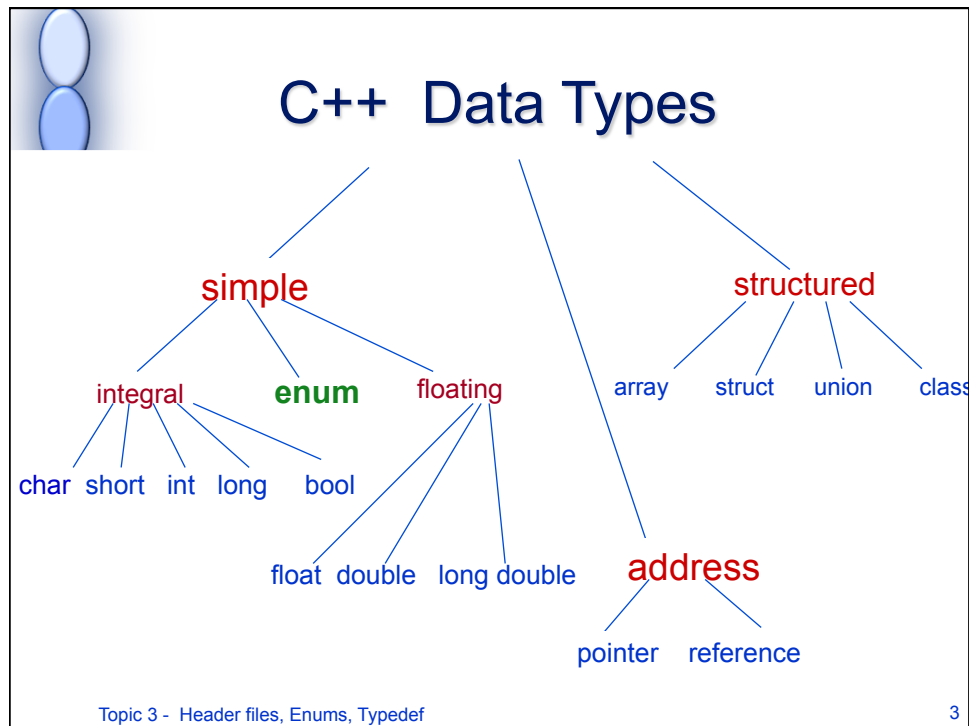 C++ Data Types
simple
structured
integral
enum
floating
array
struct
union
class
char
short
int
long
bool
float
double
long double
address
pointer
reference
Topic 3 - Header files, Enums, Typedef
3